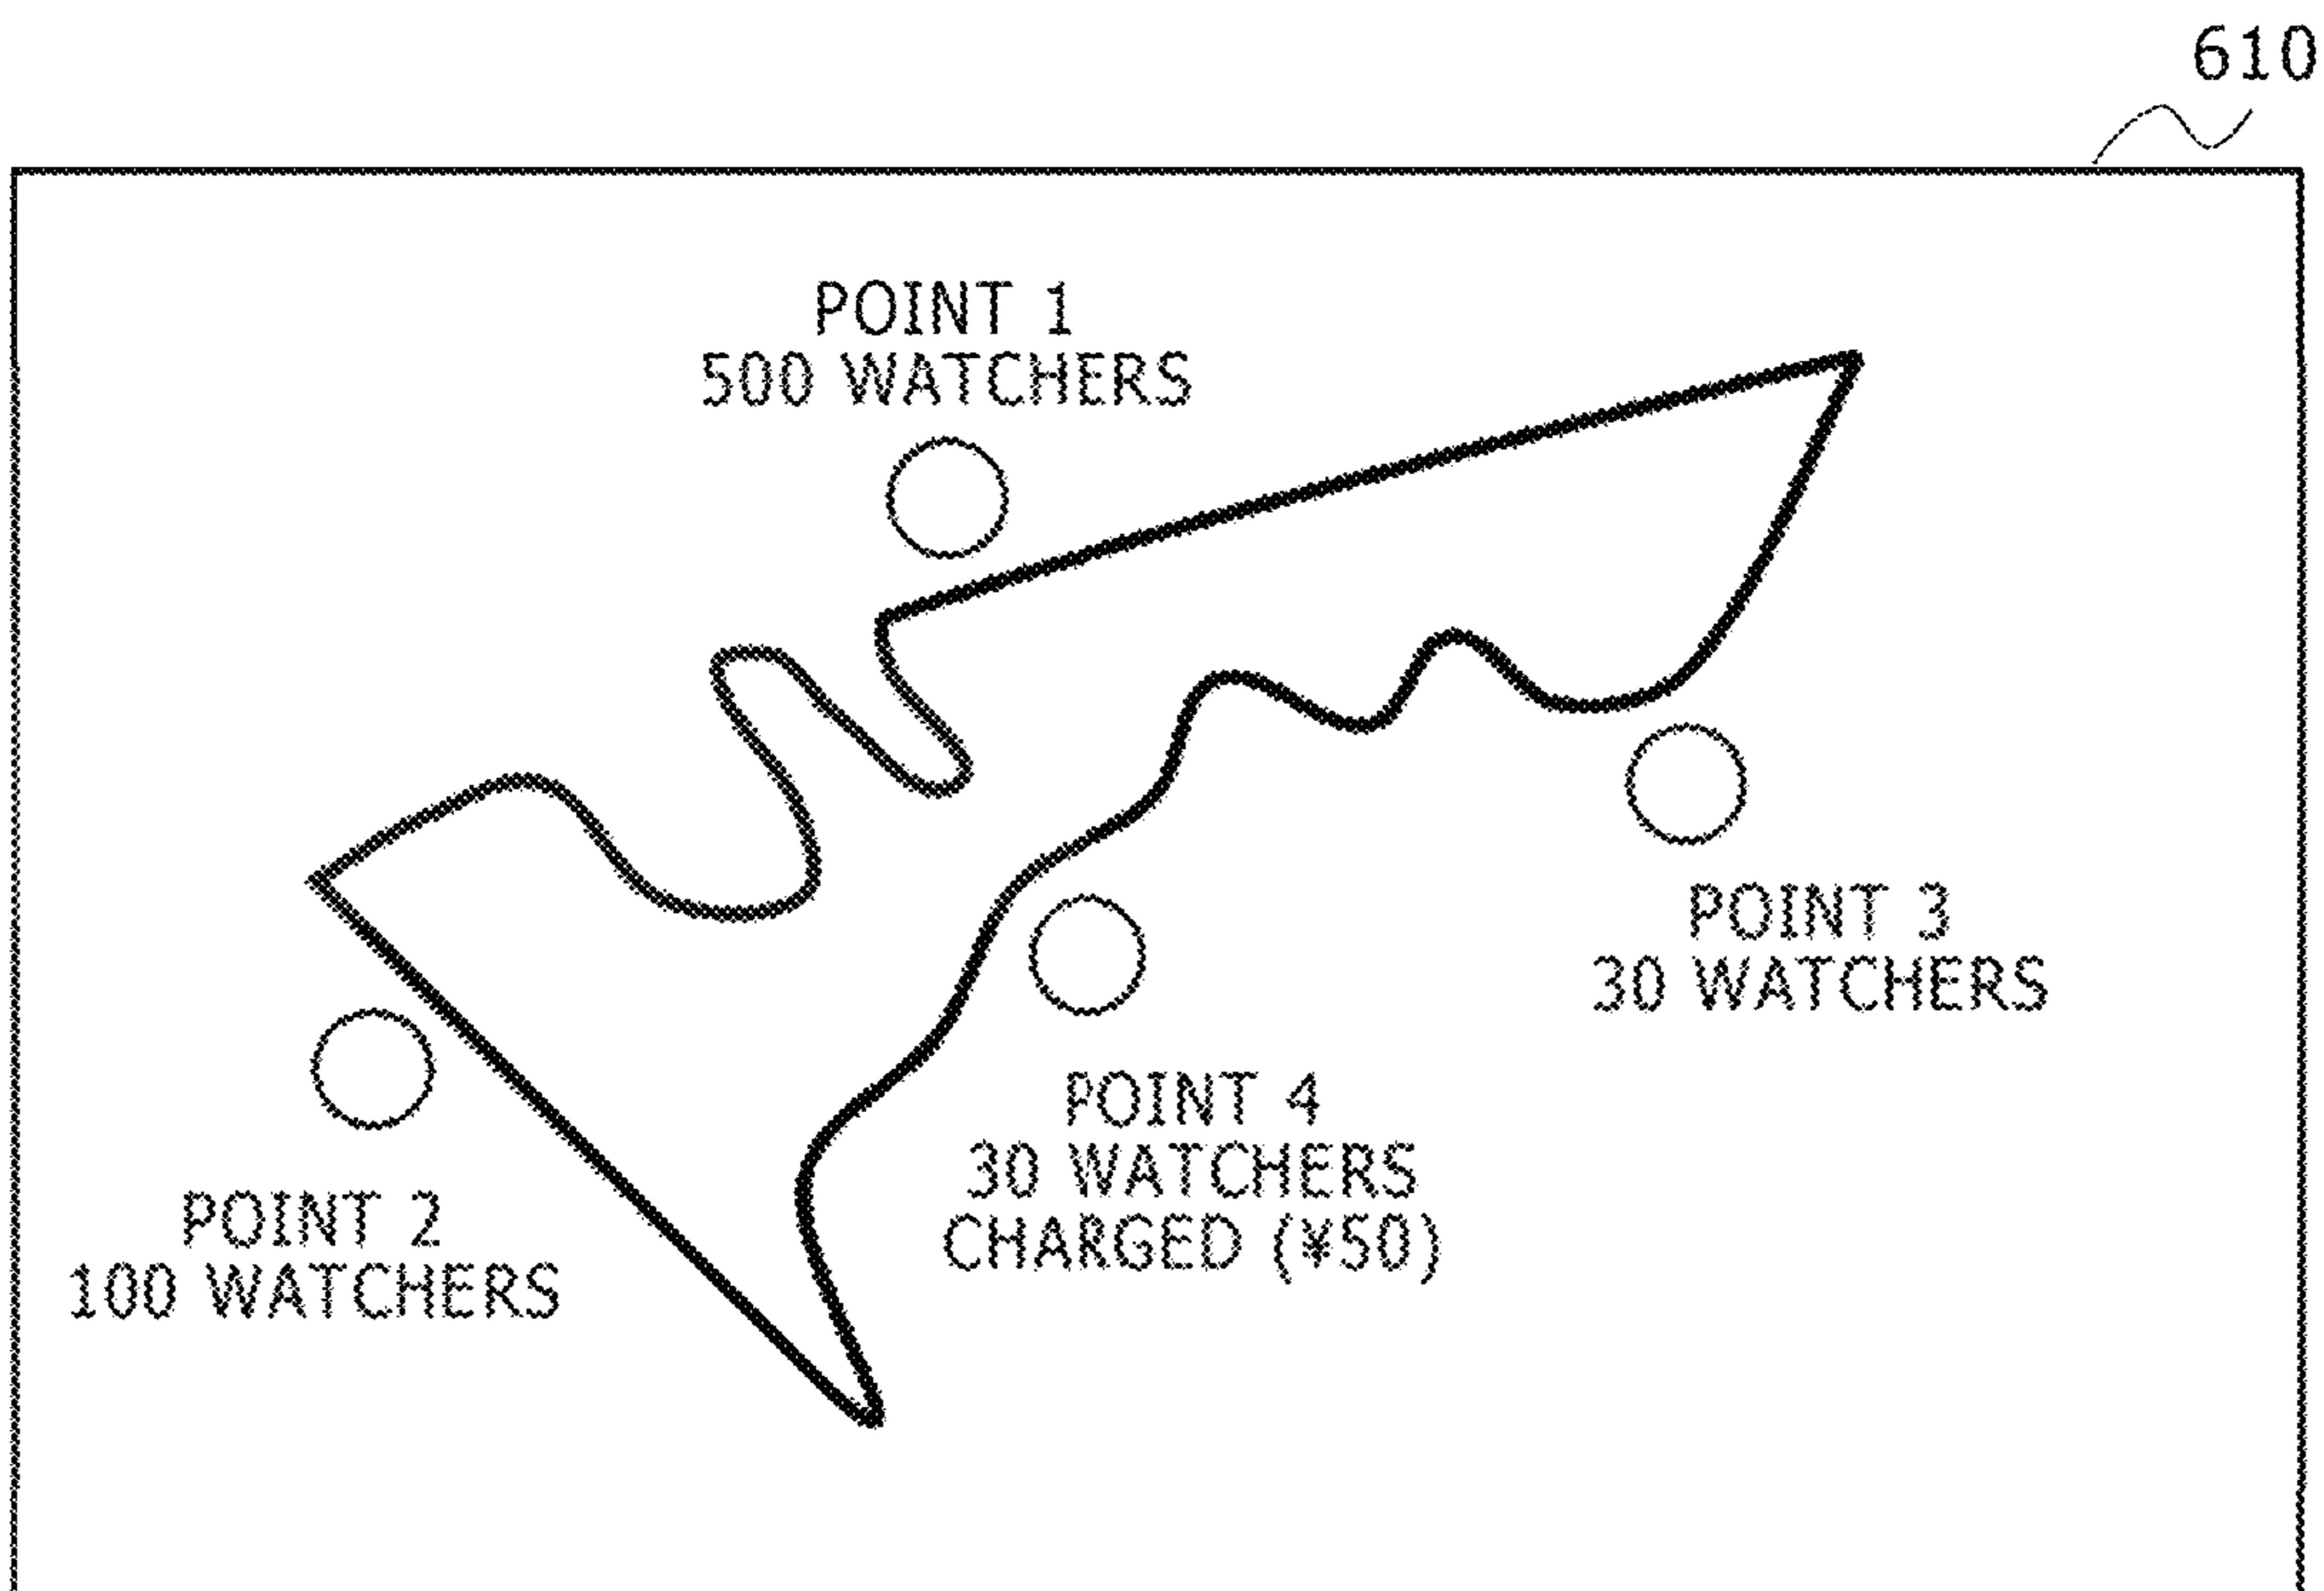 610
POINT 1
500 WATCHERS
POINT 3
30 WATCHERS
POINT 4
30 WATCHERS
CHARGED (¥50)
POINT 2
100 WATCHERS